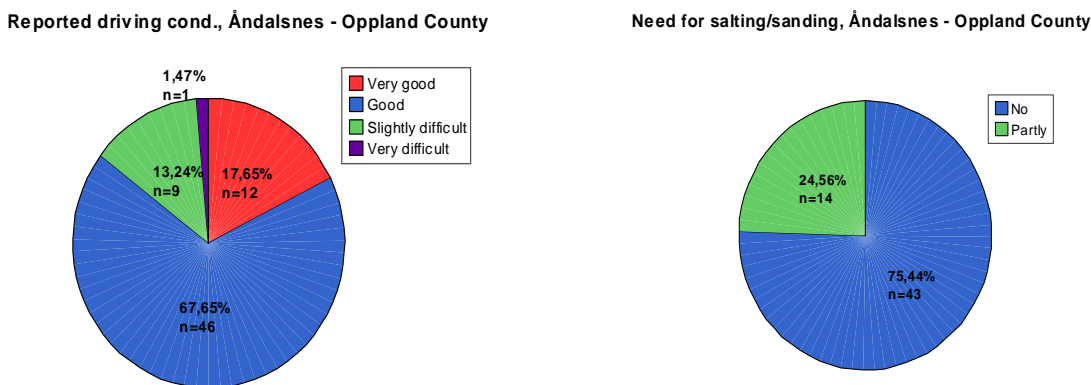 Reported driving cond., Åndalsnes - Oppland County
1,47%
n=1
Very good
Good
Slightly difficult
Very difficult
13,24%
n=9
17,65%
n=12
67,65%
n=46
Need for salting/sanding, Åndalsnes - Oppland County
No
Partly
24,56%
n=14
75,44%
n=43